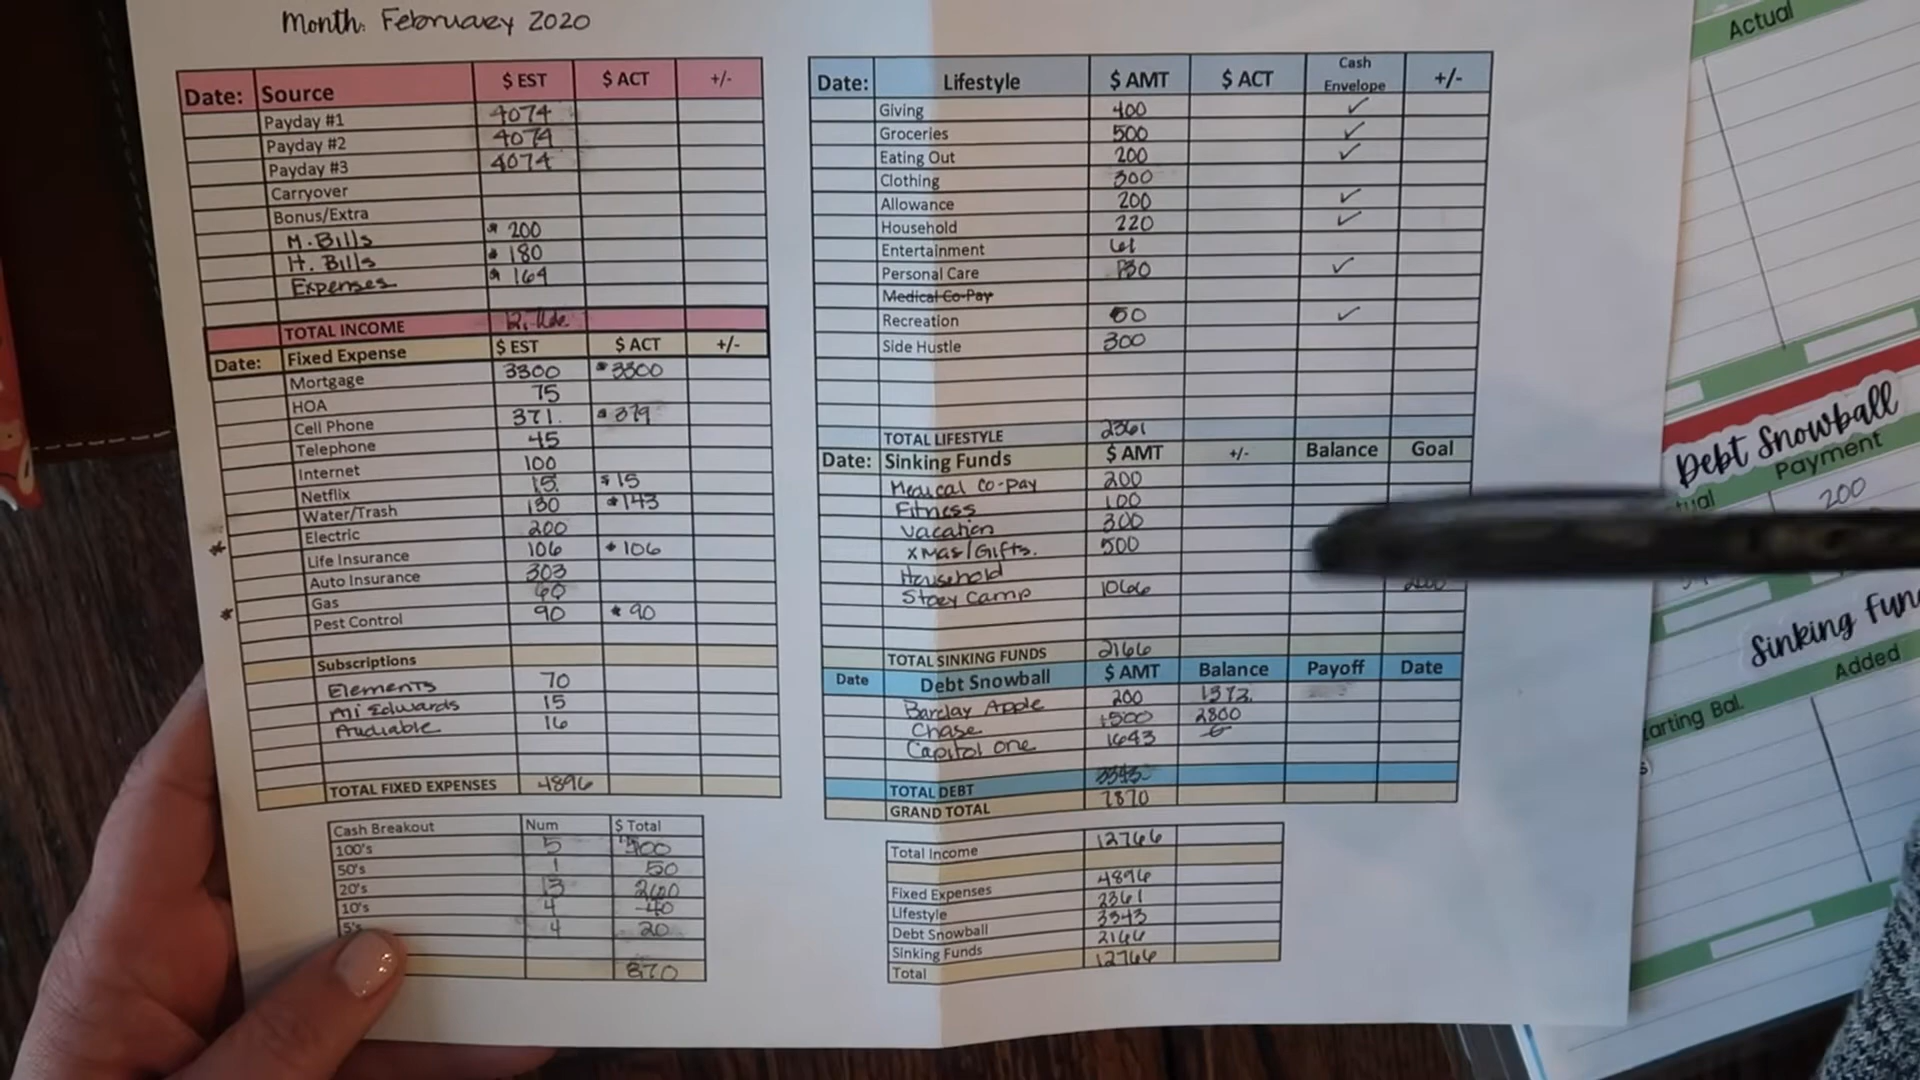 Month: February 2020
Date: Source $ EST $ ACT +/-
Payday #1 4074
Payday #2 4074
Payday #3 4074
Carryover
Bonus/Extra
M. Bills * 200
H. Bills * 180
Expenses * 164
TOTAL INCOME
Date: Fixed Expense $ EST $ ACT +/-
Mortgage 3300 * 3300
HOA 75
Cell Phone 371. * 379
Telephone 45
Internet 100
Netflix 15. * 15
Water/Trash 130 * 143
Electric 200
* Life Insurance 106 * 106
Auto Insurance 303
Gas 60
* Pest Control 90 * 90
Subscriptions
Elements 70
Mi Edwards 15
Audiable 16
TOTAL FIXED EXPENSES 4896
Cash Breakout Num $ Total
100's 5
50's 1 50
20's 13 260
10's 4 40
5's 4 20
870
Date: Lifestyle $ AMT $ ACT Cash Envelope +/-
Giving 400 ✓
Groceries 500 ✓
Eating Out 200 ✓
Clothing 300
Allowance 200 ✓
Household 220 ✓
Entertainment 61
Personal Care 130 ✓
Medical Co-Pay
Recreation 50 ✓
Side Hustle 300
TOTAL LIFESTYLE 2361
Date: Sinking Funds $ AMT +/- Balance Goal
Medical co-pay 200
Fitness 100
Vacation 300
Xmas/Gifts. 500
Household
Stoey Camp 1066
TOTAL SINKING FUNDS 2166
Date Debt Snowball $ AMT Balance Payoff Date
Barclay Apple 200 1372.
Chase 1500 2800
Capitol One 1643
TOTAL DEBT 3343
GRAND TOTAL 7870
Total Income 12766
Fixed Expenses 4896
Lifestyle 2361
Debt Snowball 3343
Sinking Funds 2166
Total 12766
Actual
Debt Snowball
Payment
200
Sinking
Added